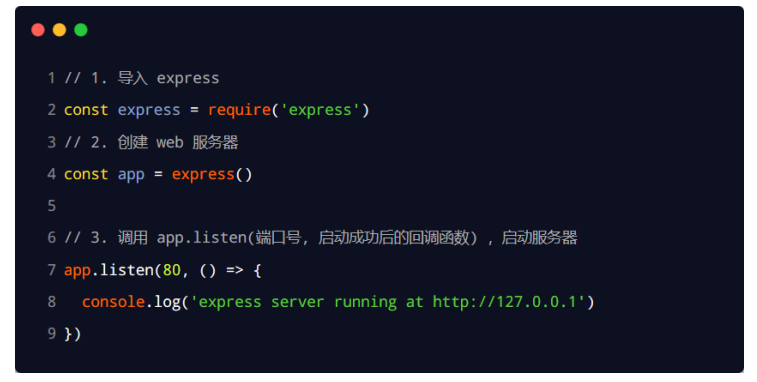 1 // 1. 导入 express
2 const express = require('express')
3 // 2. 创建 web 服务器
4 const app = express()
5
6 // 3. 调用 app.listen(端口号, 启动成功后的回调函数) , 启动服务器
7 app.listen(80, () => {
8   console.log('express server running at http://127.0.0.1')
9 })